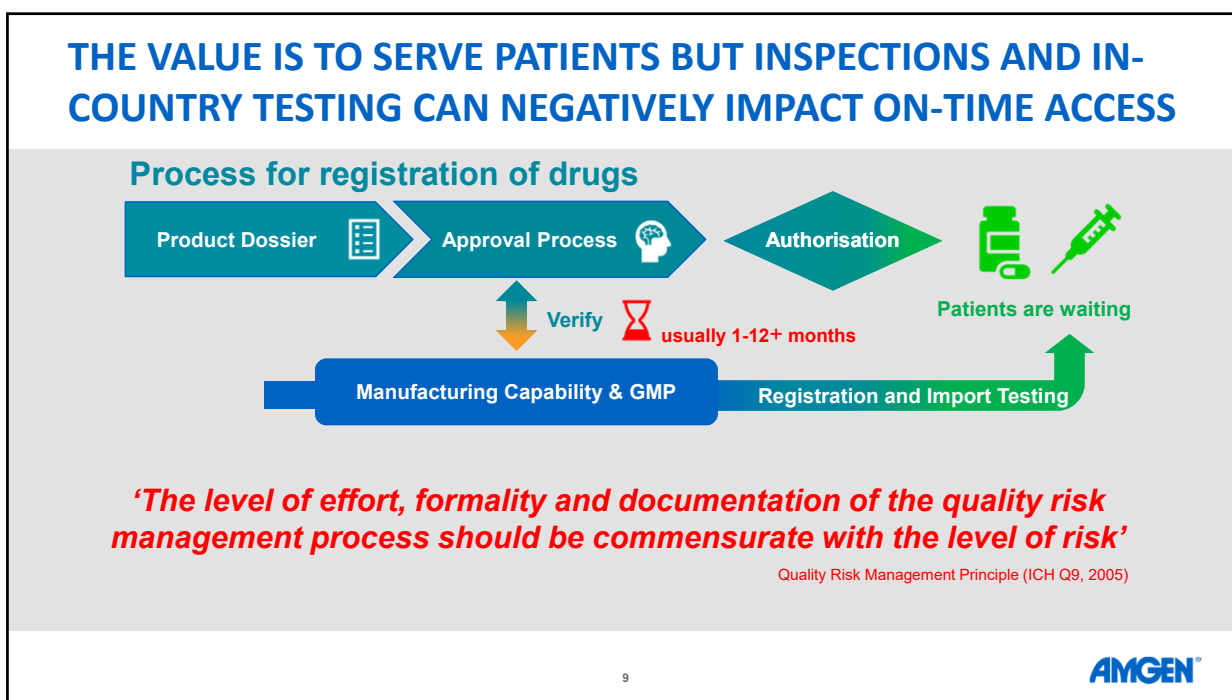 THE VALUE IS TO SERVE PATIENTS BUT INSPECTIONS AND IN-
COUNTRY TESTING CAN NEGATIVELY IMPACT ON-TIME ACCESS
Process for registration of drugs
Product Dossier
Approval Process
Authorisation
Patients are waiting
Verify
usually 1-12+ months
Manufacturing Capability & GMP
Registration and Import Testing
‘The level of effort, formality and documentation of the quality risk
management process should be commensurate with the level of risk’
Quality Risk Management Principle (ICH Q9, 2005)
9
AMGEN®